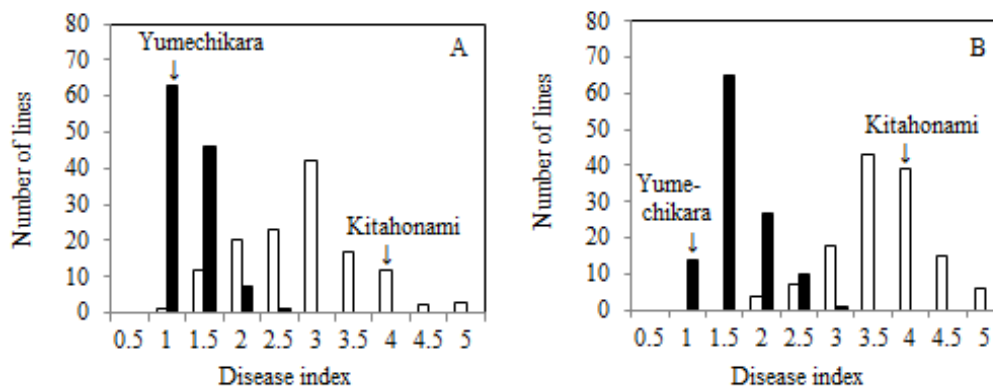 80
70
60
50
40
30
20
10
0
Number of lines
Yumechikara
↓
A
Kitahonami
↓
0.5 1 1.5 2 2.5 3 3.5 4 4.5 5
Disease index
80
70
60
50
40
30
20
10
0
Number of lines
B
Kitahonami
↓
Yume-
chikara
↓
0.5 1 1.5 2 2.5 3 3.5 4 4.5 5
Disease index